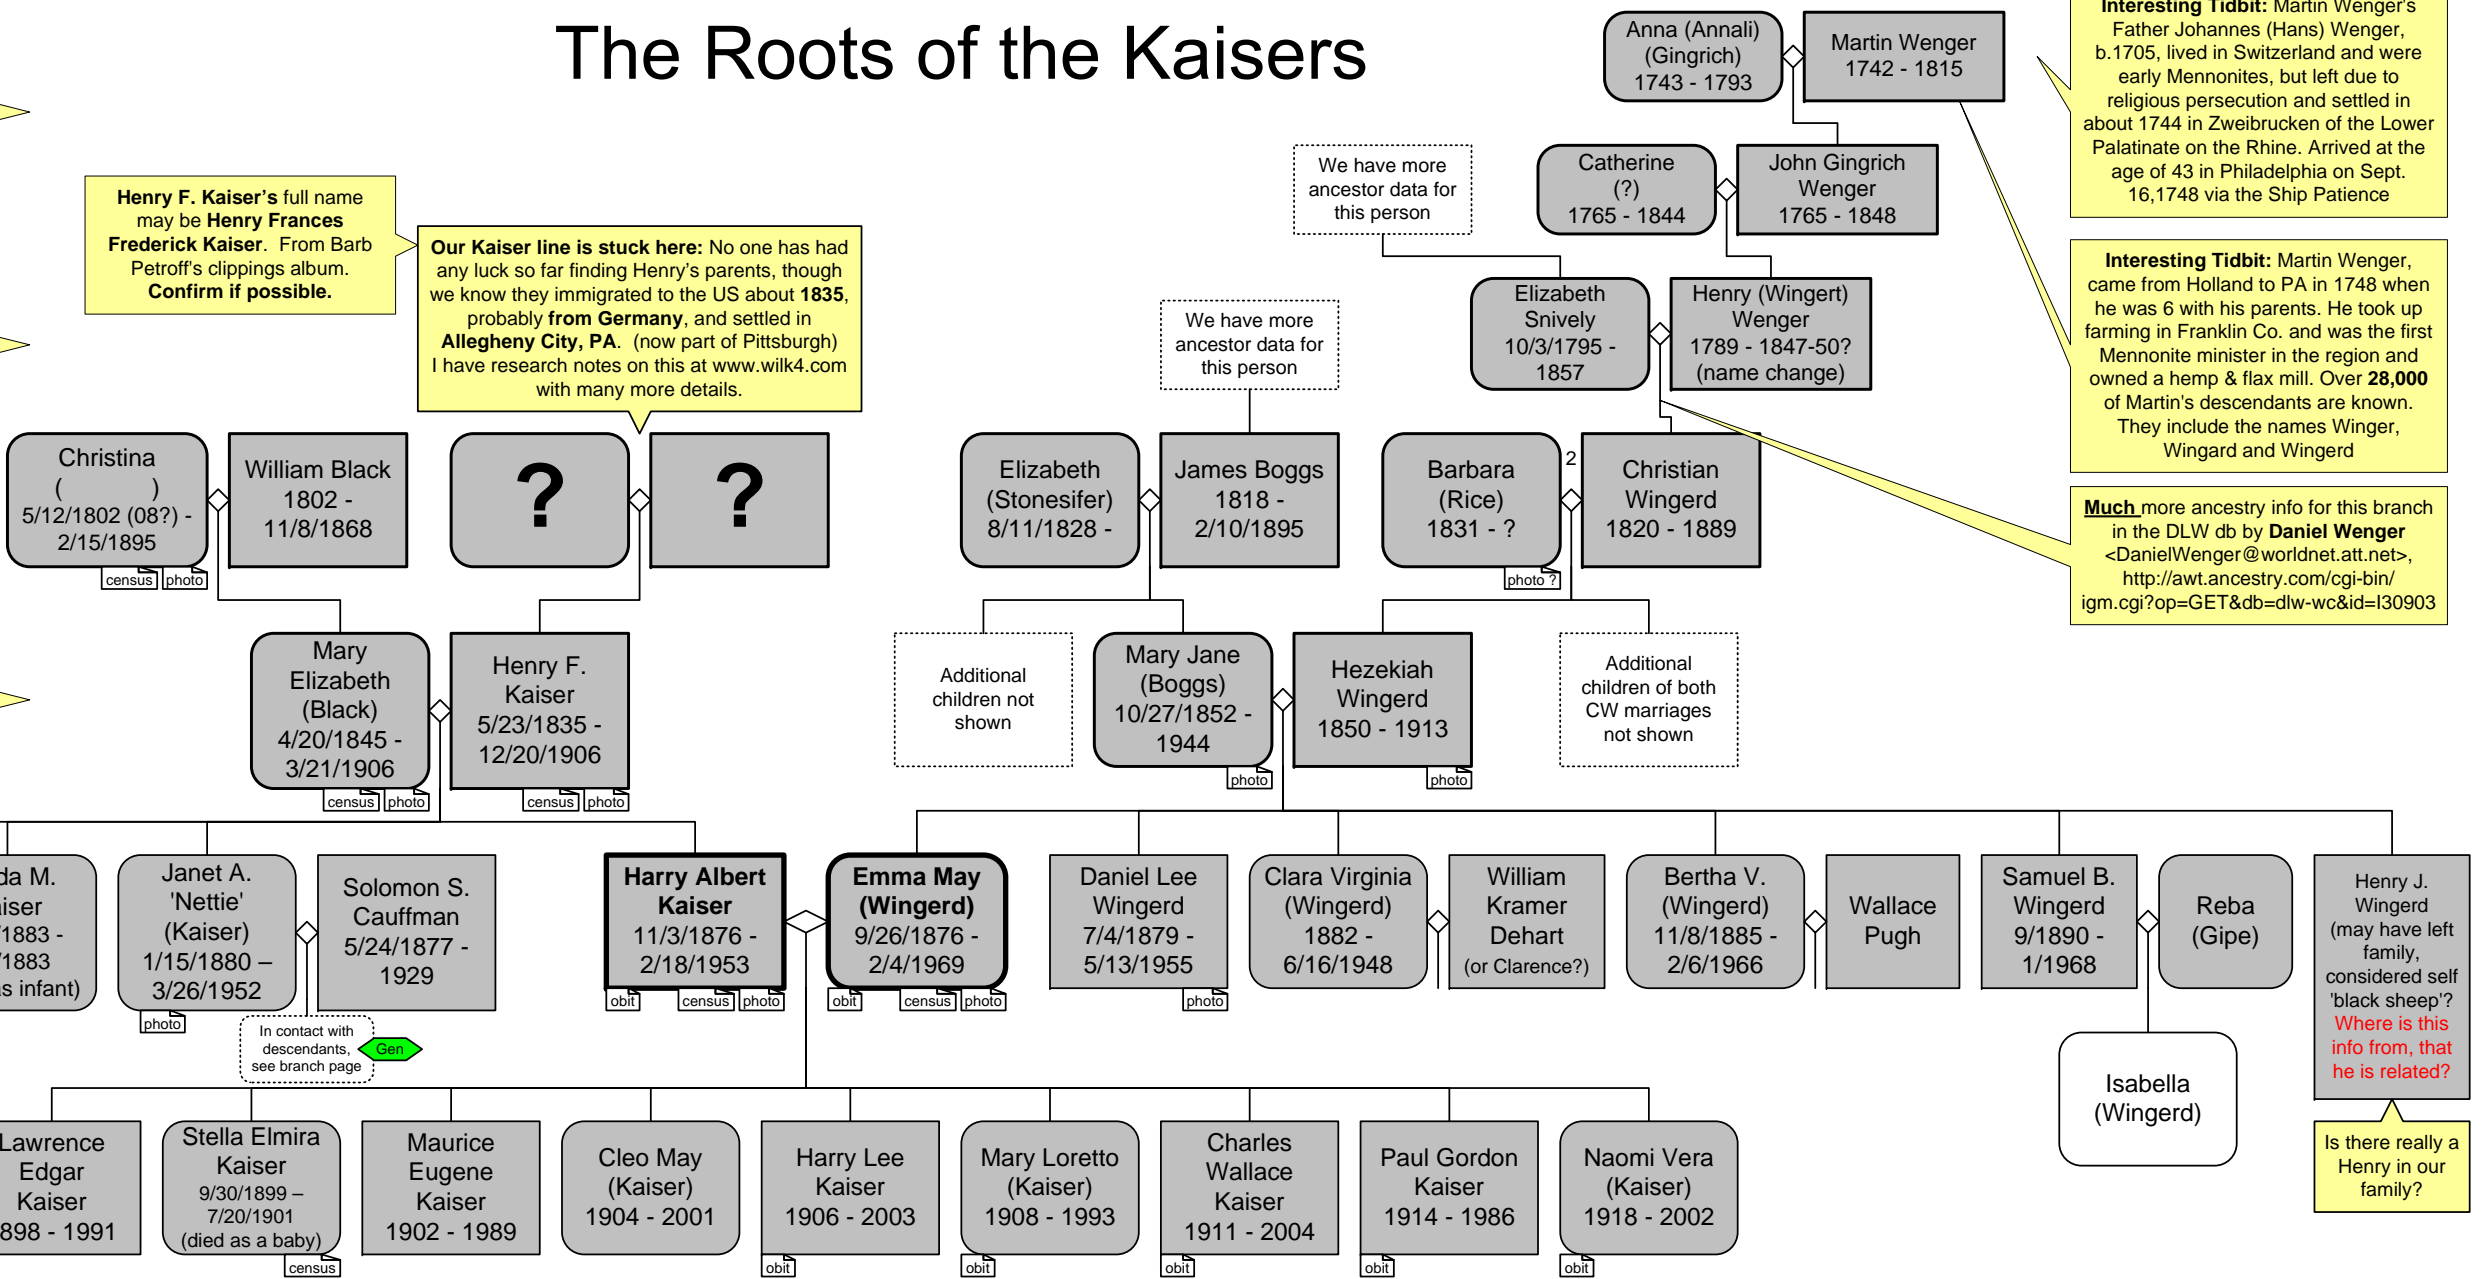 The Roots of the Kaisers
Anna (Annali)
(Gingrich)
1743 - 1793
Martin Wenger
1742 - 1815
Interesting Tidbit: Martin Wenger's
Father Johannes (Hans) Wenger,
b.1705, lived in Switzerland and were
early Mennonites, but left due to
religious persecution and settled in
about 1744 in Zweibrucken of the Lower
Palatinate on the Rhine. Arrived at the
age of 43 in Philadelphia on Sept.
16,1748 via the Ship Patience
We have more
ancestor data for
this person
Catherine
(?)
1765 - 1844
John Gingrich
Wenger
1765 - 1848
Henry F. Kaiser's full name
may be Henry Frances
Frederick Kaiser. From Barb
Petroff's clippings album.
Confirm if possible.
Our Kaiser line is stuck here: No one has had
any luck so far finding Henry's parents, though
we know they immigrated to the US about 1835,
probably from Germany, and settled in
Allegheny City, PA. (now part of Pittsburgh)
I have research notes on this at www.wilk4.com
with many more details.
We have more
ancestor data for
this person
Elizabeth
Snively
10/3/1795 -
1857
Henry (Wingert)
Wenger
1789 - 1847-50?
(name change)
Interesting Tidbit: Martin Wenger,
came from Holland to PA in 1748 when
he was 6 with his parents. He took up
farming in Franklin Co. and was the first
Mennonite minister in the region and
owned a hemp & flax mill. Over 28,000
of Martin's descendants are known.
They include the names Winger,
Wingard and Wingerd
Christina
( )
5/12/1802 (08?) -
2/15/1895
census
photo
William Black
1802 -
11/8/1868
?
?
Elizabeth
(Stonesifer)
8/11/1828 -
James Boggs
1818 -
2/10/1895
Barbara
(Rice)
1831 - ?
photo ?
2
Christian
Wingerd
1820 - 1889
Much more ancestry info for this branch
in the DLW db by Daniel Wenger
<DanielWenger@worldnet.att.net>,
http://awt.ancestry.com/cgi-bin/
igm.cgi?op=GET&db=dlw-wc&id=I30903
Mary
Elizabeth
(Black)
4/20/1845 -
3/21/1906
census
photo
Henry F.
Kaiser
5/23/1835 -
12/20/1906
census
photo
Additional
children not
shown
Mary Jane
(Boggs)
10/27/1852 -
1944
photo
Hezekiah
Wingerd
1850 - 1913
photo
Additional
children of both
CW marriages
not shown
da M.
iser
/1883 -
/1883
as infant)
Janet A.
'Nettie'
(Kaiser)
1/15/1880 –
3/26/1952
photo
Solomon S.
Cauffman
5/24/1877 -
1929
In contact with
descendants,
see branch page
Gen
Harry Albert
Kaiser
11/3/1876 -
2/18/1953
obit
census
photo
Emma May
(Wingerd)
9/26/1876 -
2/4/1969
obit
census
photo
Daniel Lee
Wingerd
7/4/1879 -
5/13/1955
photo
Clara Virginia
(Wingerd)
1882 -
6/16/1948
William
Kramer
Dehart
(or Clarence?)
Bertha V.
(Wingerd)
11/8/1885 -
2/6/1966
Wallace
Pugh
Samuel B.
Wingerd
9/1890 -
1/1968
Reba
(Gipe)
Henry J.
Wingerd
(may have left
family,
considered self
'black sheep'?
Where is this
info from, that
he is related?
Isabella
(Wingerd)
Is there really a
Henry in our
family?
Lawrence
Edgar
Kaiser
898 - 1991
Stella Elmira
Kaiser
9/30/1899 –
7/20/1901
(died as a baby)
census
Maurice
Eugene
Kaiser
1902 - 1989
Cleo May
(Kaiser)
1904 - 2001
Harry Lee
Kaiser
1906 - 2003
obit
Mary Loretto
(Kaiser)
1908 - 1993
obit
Charles
Wallace
Kaiser
1911 - 2004
Paul Gordon
Kaiser
1914 - 1986
obit
Naomi Vera
(Kaiser)
1918 - 2002
obit